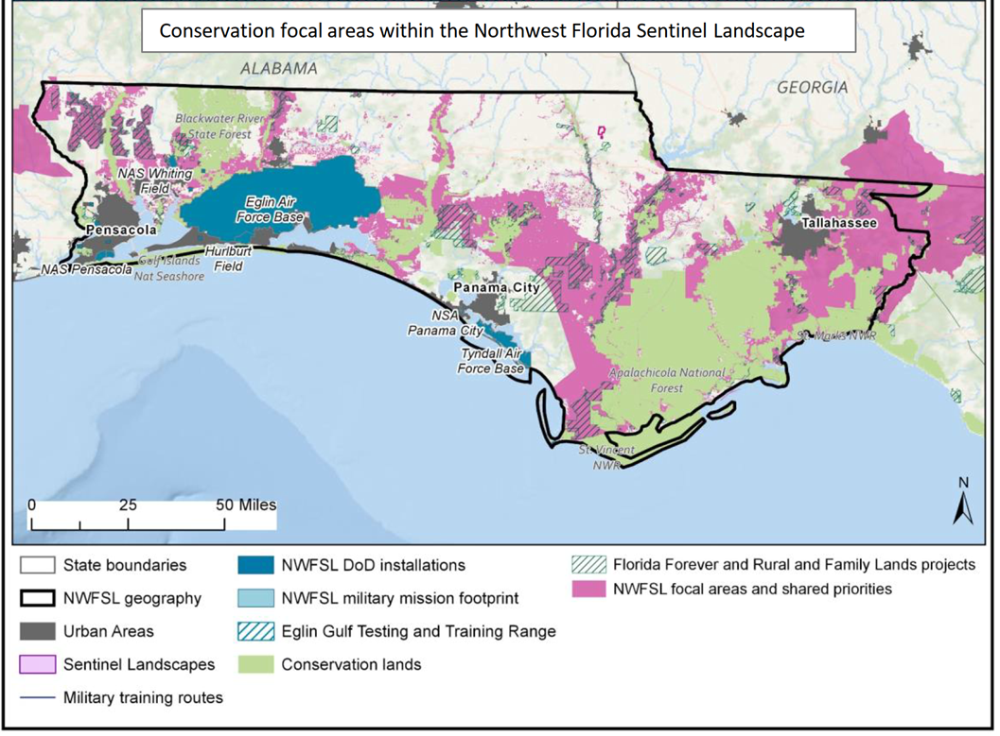 Conservation focal areas within the Northwest Florida Sentinel Landscape
ALABAMA
GEORGIA
Blackwater River
State Forest
NAS Whiting
Field
Eglin Air
Force Base
Pensacola
Tallahassee
NAS Pensacola
Gulf Islands
Nat Seashore
Hurlburt
Field
Panama City
NSA
Panama City
St. Marks NWR
Tyndall Air
Force Base
Apalachicola National
Forest
St. Vincent
NWR
N
0 25 50 Miles
State boundaries
NWFSL geography
Urban Areas
Sentinel Landscapes
Military training routes
NWFSL DoD installations
NWFSL military mission footprint
Eglin Gulf Testing and Training Range
Conservation lands
Florida Forever and Rural and Family Lands projects
NWFSL focal areas and shared priorities